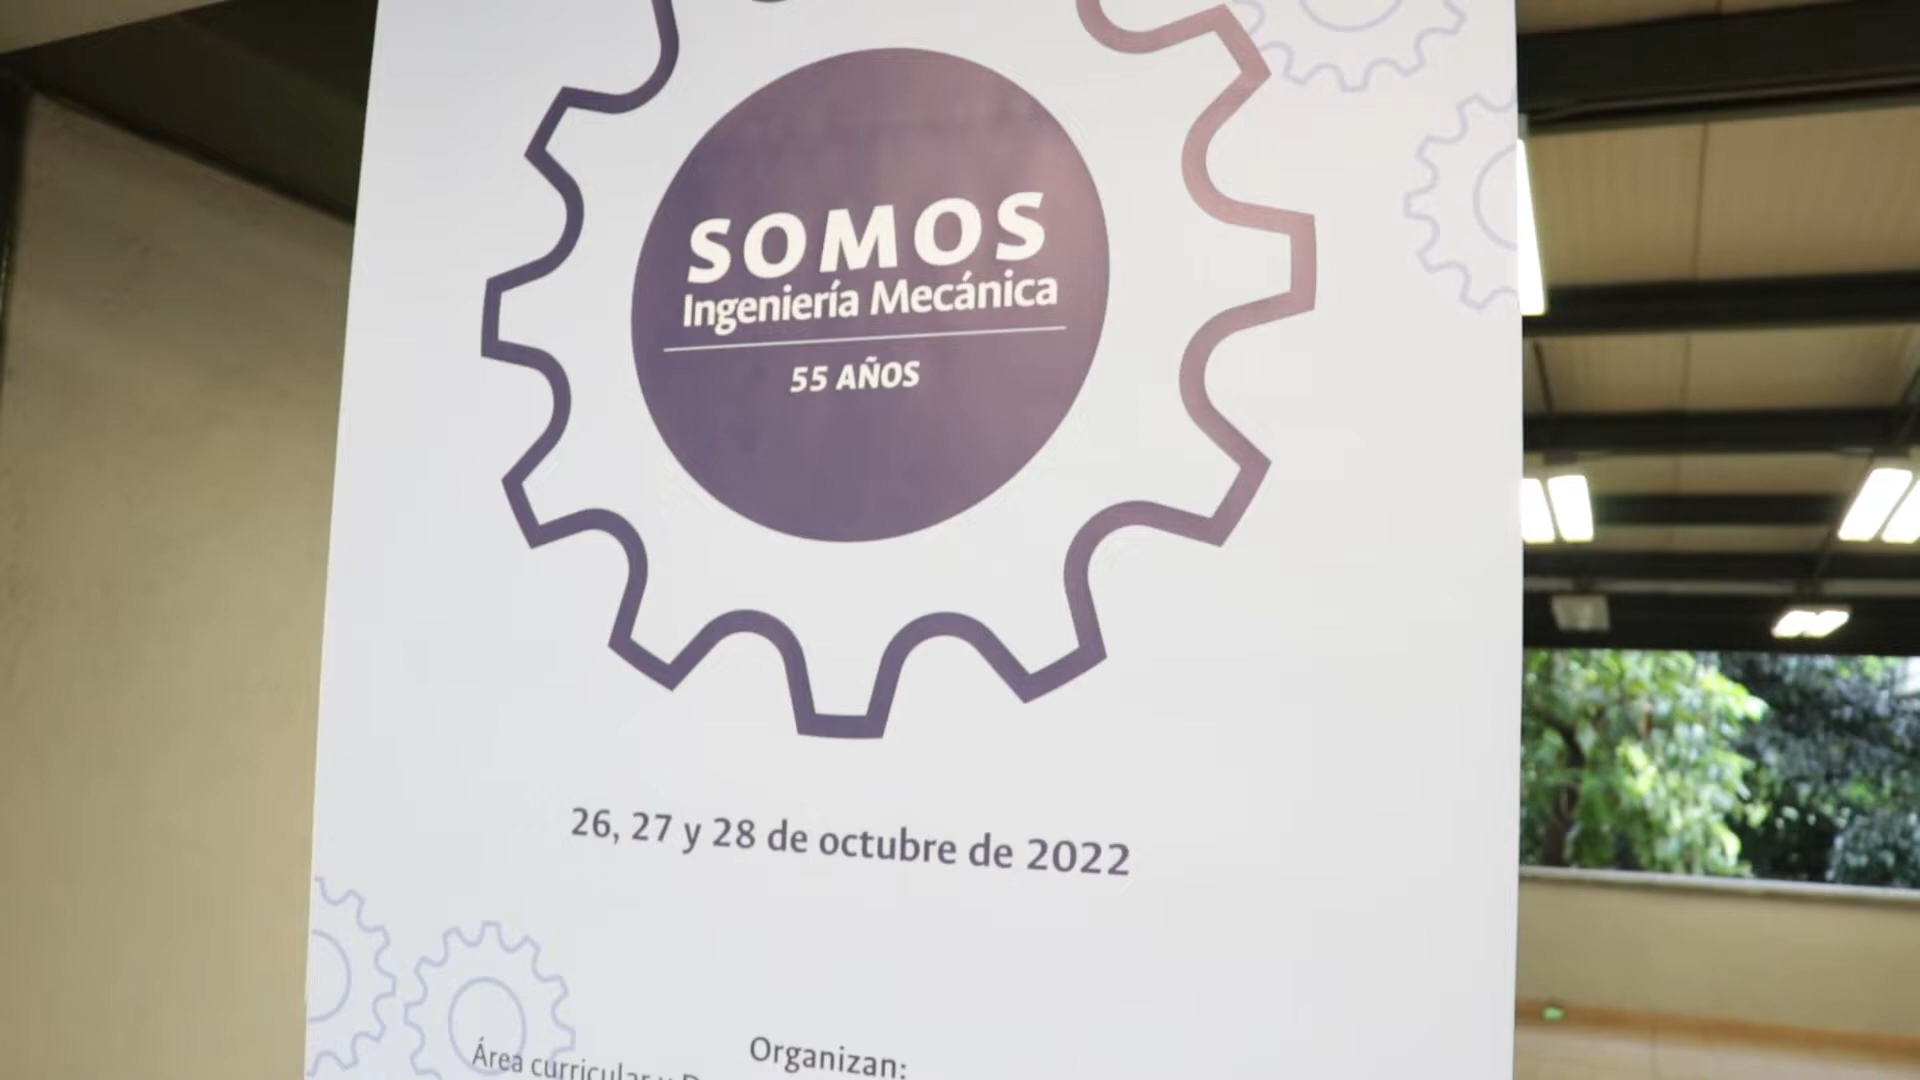 SOMOS
Ingeniería Mecánica
55 AÑOS
26, 27 y 28 de octubre de 2022
Organizan:
Área curricular y